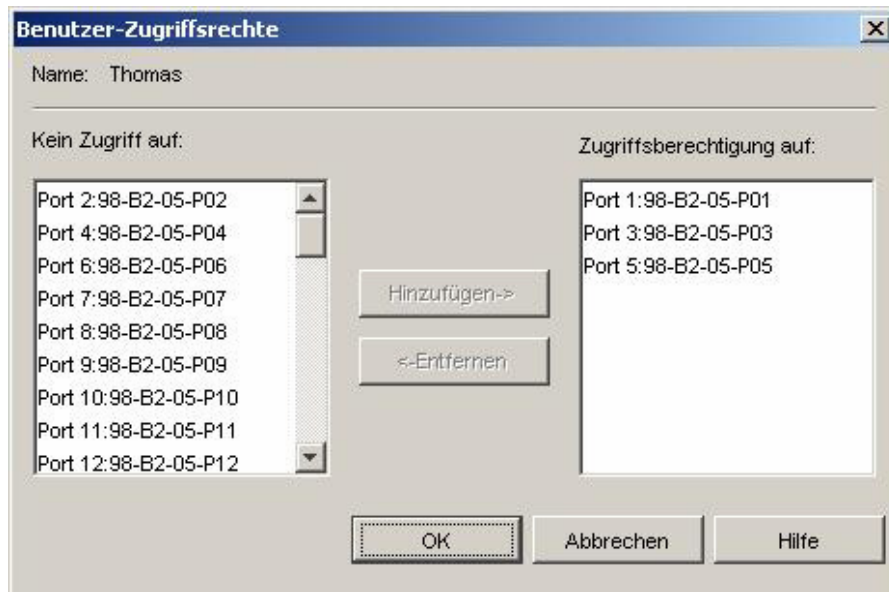 Benutzer-Zugriffsrechte
Name: Thomas
Kein Zugriff auf:
Port 2:98-B2-05-P02
Port 4:98-B2-05-P04
Port 6:98-B2-05-P06
Port 7:98-B2-05-P07
Port 8:98-B2-05-P08
Port 9:98-B2-05-P09
Port 10:98-B2-05-P10
Port 11:98-B2-05-P11
Port 12:98-B2-05-P12
Hinzufügen->
<-Entfernen
Zugriffsberechtigung auf:
Port 1:98-B2-05-P01
Port 3:98-B2-05-P03
Port 5:98-B2-05-P05
OK
Abbrechen
Hilfe